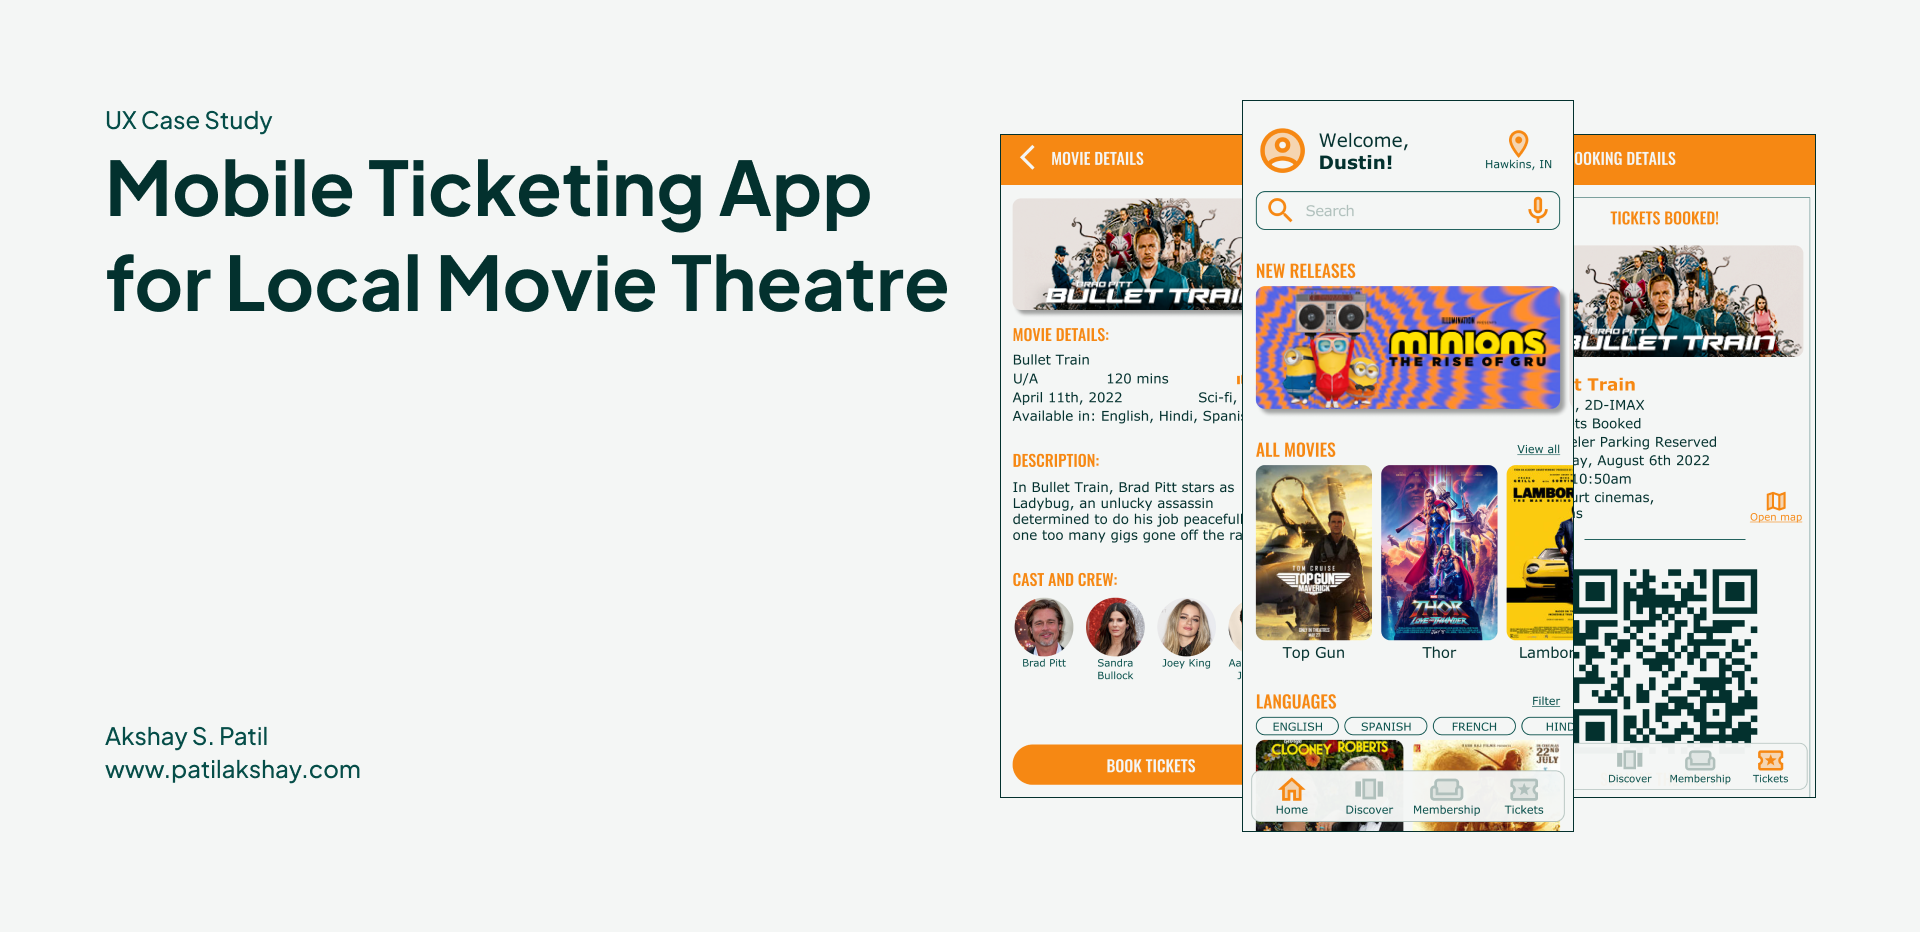 UX Case Study
Mobile Ticketing App
for Local Movie Theatre
Akshay S. Patil
www.patilakshay.com
MOVIE DETAILS
BRAD PITT
BULLET TRAI
MOVIE DETAILS:
Bullet Train
U/A 120 mins
April 11th, 2022 Sci-fi,
Available in: English, Hindi, Spanis
DESCRIPTION:
In Bullet Train, Brad Pitt stars as
Ladybug, an unlucky assassin
determined to do his job peacefull
one too many gigs gone off the ra
CAST AND CREW:
Brad Pitt
Sandra
Bullock
Joey King
Aa
J
BOOK TICKETS
Welcome,
Dustin!
Hawkins, IN
Search
NEW RELEASES
ILLUMINATION PRESENTS
minions
THE RISE OF GRU
ALL MOVIES
View all
TOM CRUISE
TOP GUN
MAVERICK
THOR
LOVE AND THUNDER
LAMBOR
Top Gun
Thor
Lambor
LANGUAGES
Filter
ENGLISH
SPANISH
FRENCH
HIND
CLOONEY ROBERTS
22ND
JULY
Home
Discover
Membership
Tickets
OOKING DETAILS
TICKETS BOOKED!
BRAD PITT
BULLET TRAIN
t Train
, 2D-IMAX
ts Booked
eler Parking Reserved
ay, August 6th 2022
10:50am
urt cinemas,
s
Open map
Discover
Membership
Tickets